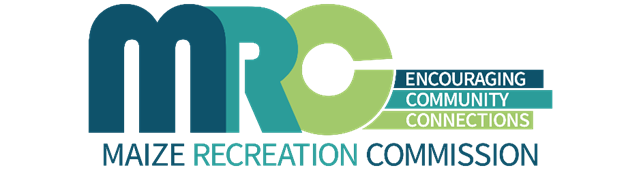 MRC
ENCOURAGING
COMMUNITY
CONNECTIONS
MAIZE RECREATION COMMISSION